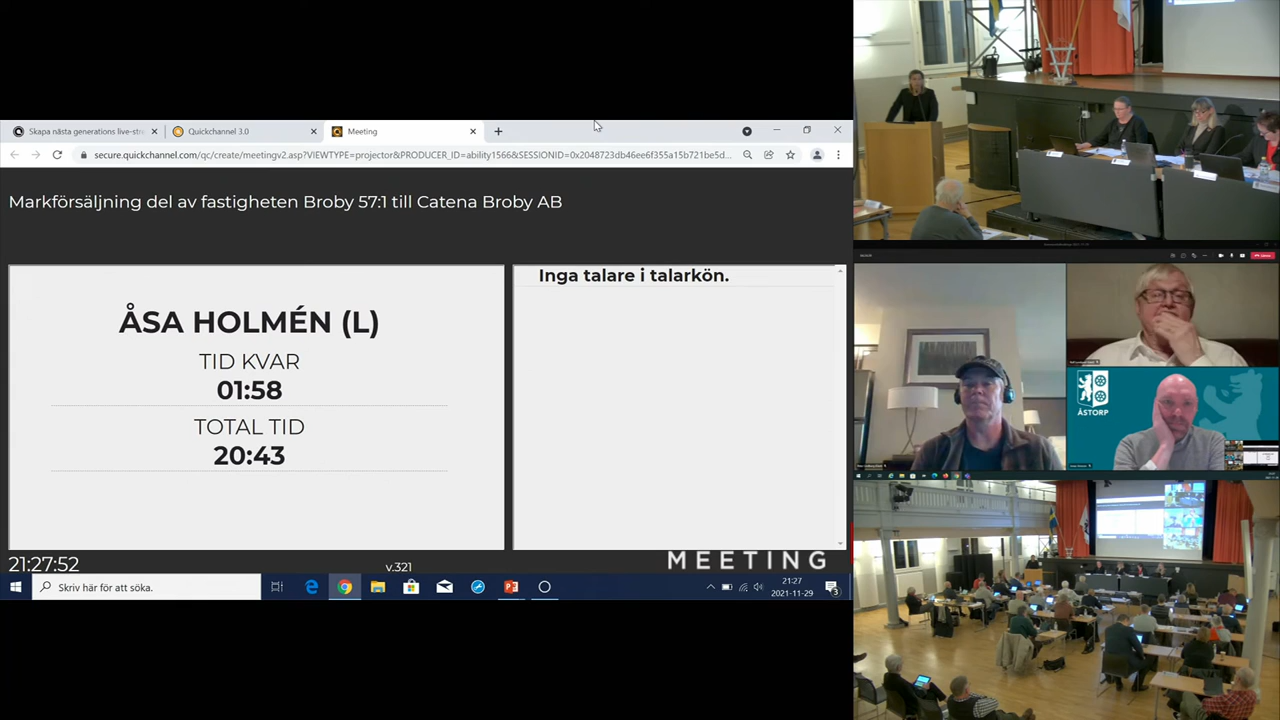 Skapa nästa generations live-stre
Quickchannel 3.0
Meeting
secure.quickchannel.com/qc/create/meetingv2.asp?VIEWTYPE=projector&PRODUCER_ID=ability1566&SESSIONID=0x2048723db46ee6f355a15b721be5d...
Markförsäljning del av fastigheten Broby 57:1 till Catena Broby AB
ÅSA HOLMÉN (L)
TID KVAR
01:58
TOTAL TID
20:43
Inga talare i talarkön.
21:27:52
v.321
MEETING
Skriv här för att söka.
21:27
2021-11-29
3
ÅSTORP